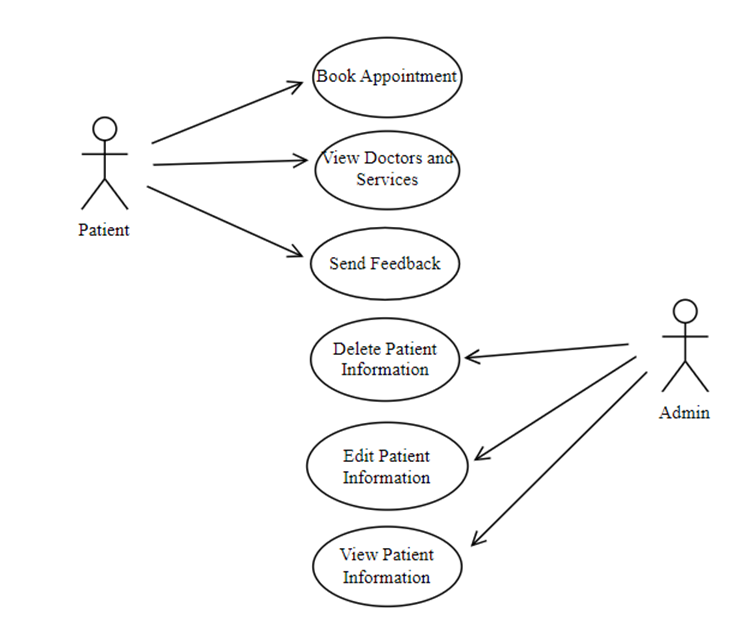 Book Appointment
View Doctors and
Services
Patient
Send Feedback
Delete Patient
Information
Admin
Edit Patient
Information
View Patient
Information